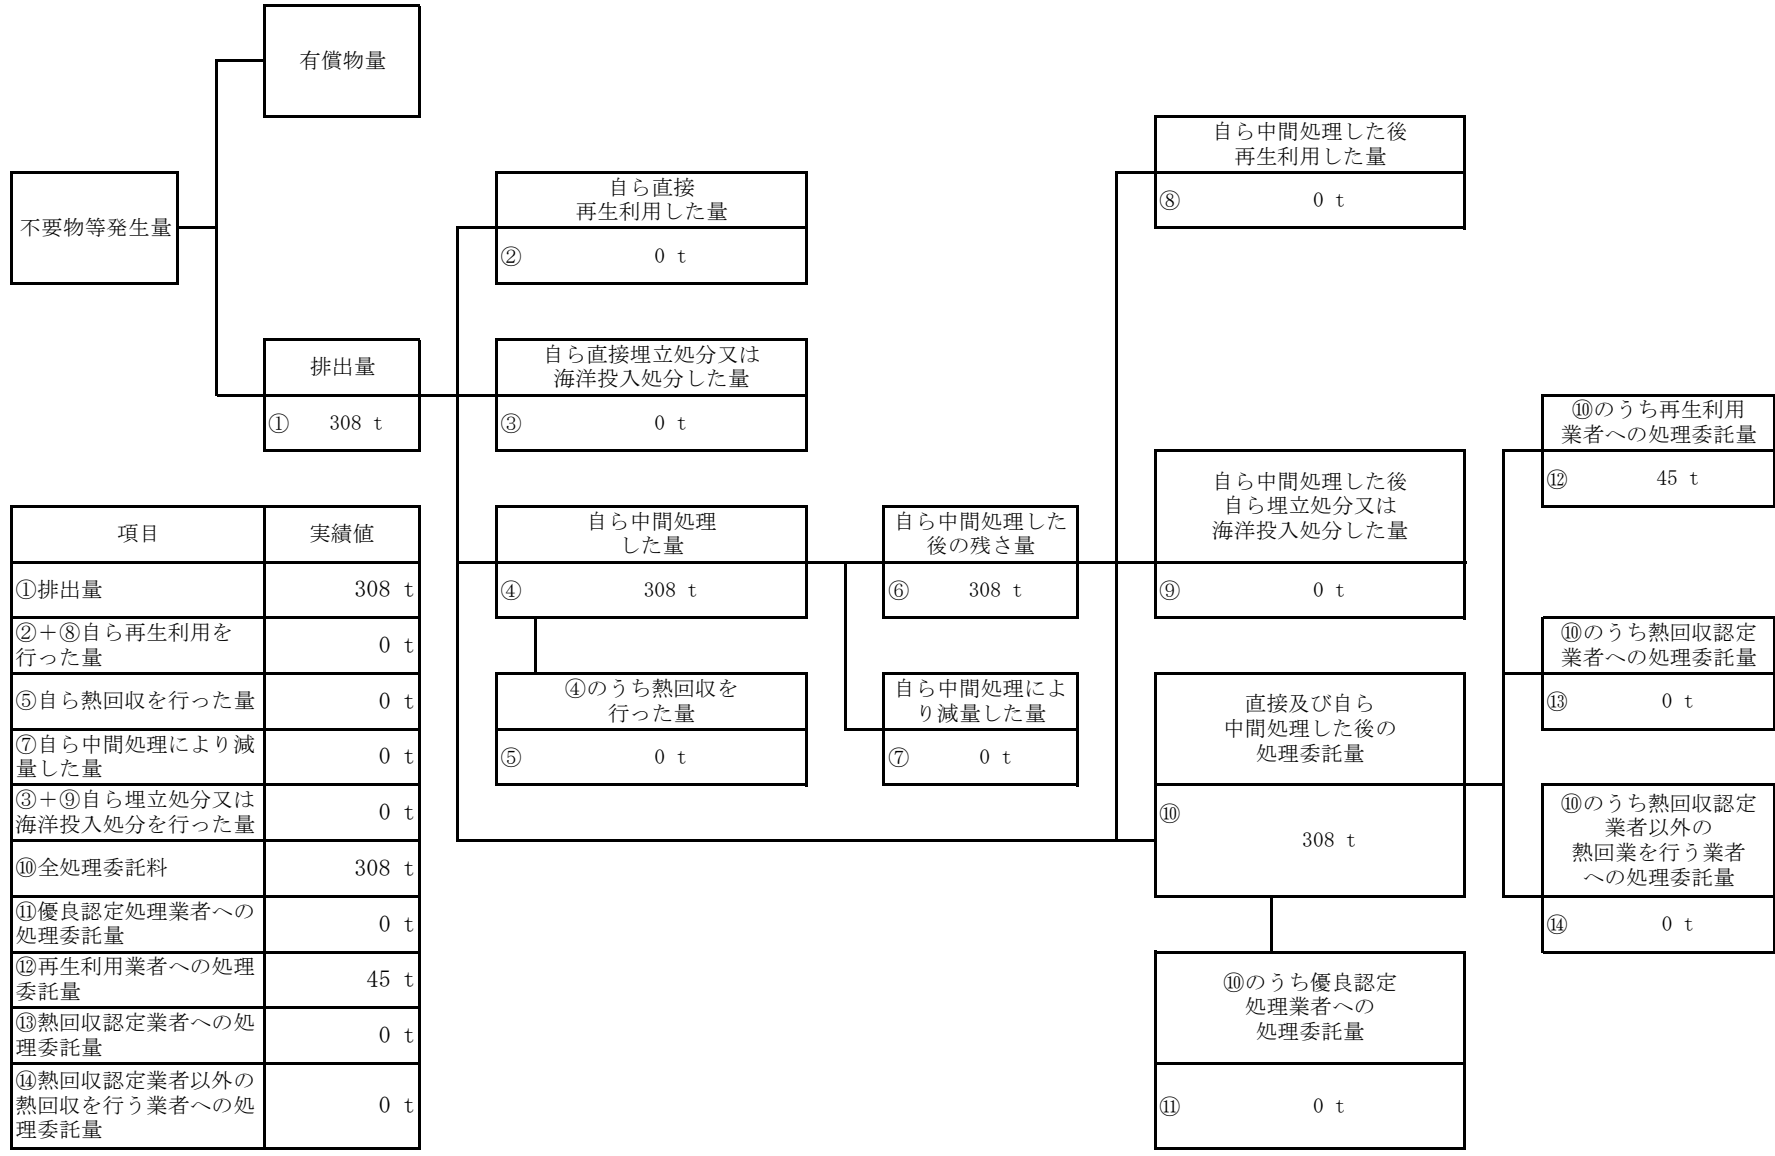 有償物量
不要物等発生量
排出量
① 308 t
自ら直接
再生利用した量
② 0 t
自ら直接埋立処分又は
海洋投入処分した量
③ 0 t
自ら中間処理
した量
④ 308 t
④のうち熱回収を
行った量
⑤ 0 t
自ら中間処理した
後の残さ量
⑥ 308 t
自ら中間処理によ
り減量した量
⑦ 0 t
自ら中間処理した後
再生利用した量
⑧ 0 t
自ら中間処理した後
自ら埋立処分又は
海洋投入処分した量
⑨ 0 t
直接及び自ら
中間処理した後の
処理委託量
⑩
308 t
⑩のうち優良認定
処理業者への
処理委託量
⑪ 0 t
⑩のうち再生利用
業者への処理委託量
⑫ 45 t
⑩のうち熱回収認定
業者への処理委託量
⑬ 0 t
⑩のうち熱回収認定
業者以外の
熱回業を行う業者
への処理委託量
⑭ 0 t
項目 実績値
①排出量 308 t
②＋⑧自ら再生利用を
行った量 0 t
⑤自ら熱回収を行った量 0 t
⑦自ら中間処理により減
量した量 0 t
③＋⑨自ら埋立処分又は
海洋投入処分を行った量 0 t
⑩全処理委託料 308 t
⑪優良認定処理業者への
処理委託量 0 t
⑫再生利用業者への処理
委託量 45 t
⑬熱回収認定業者への処
理委託量 0 t
⑭熱回収認定業者以外の
熱回収を行う業者への処
理委託量 0 t